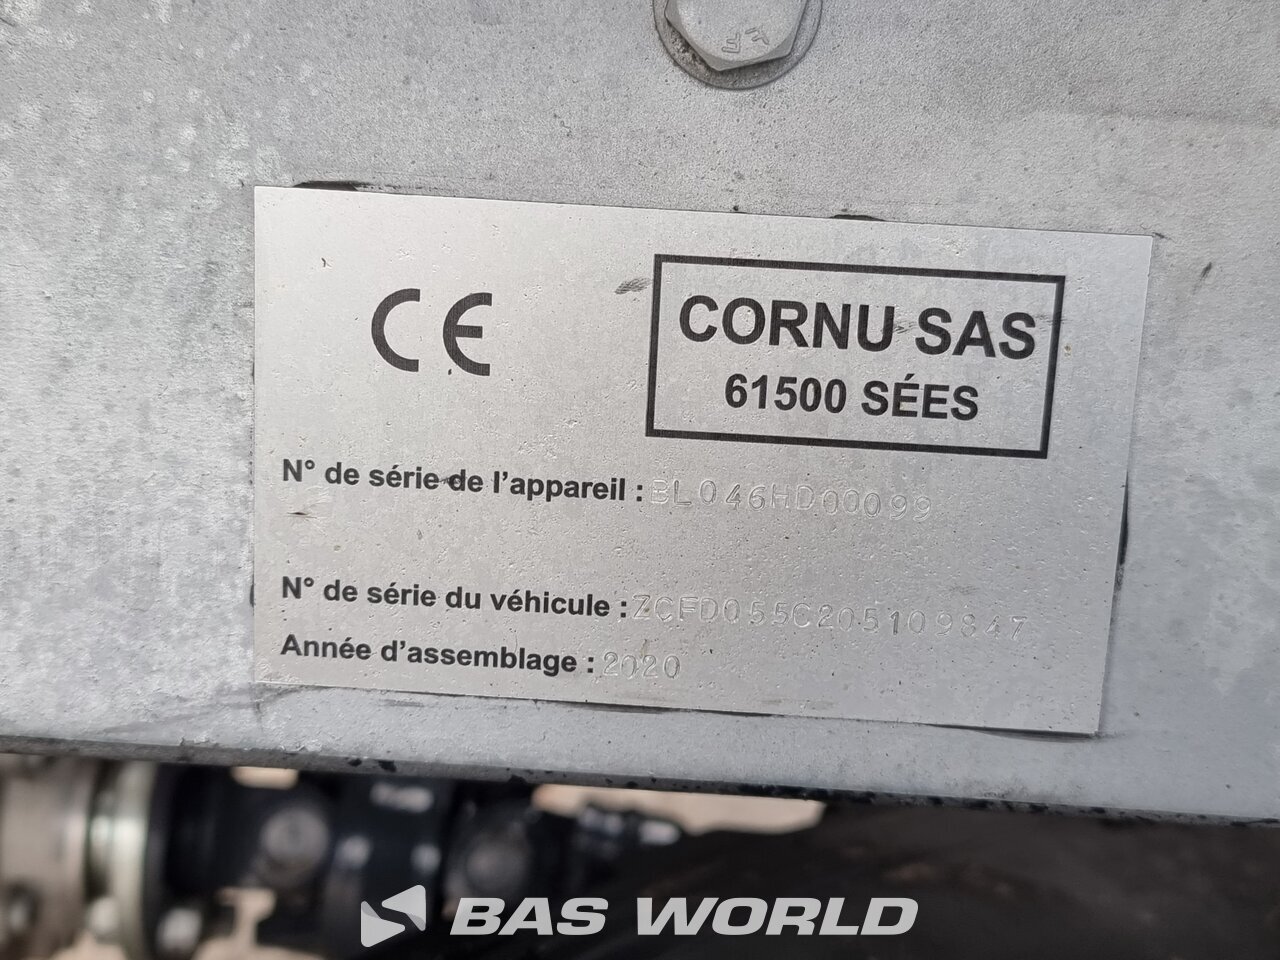 CE
CORNU SAS
61500 SÉES
N° de série de l'appareil : BL046HD00099
N° de série du véhicule : ZCFD055C205109847
Année d'assemblage : 2020
BAS WORLD